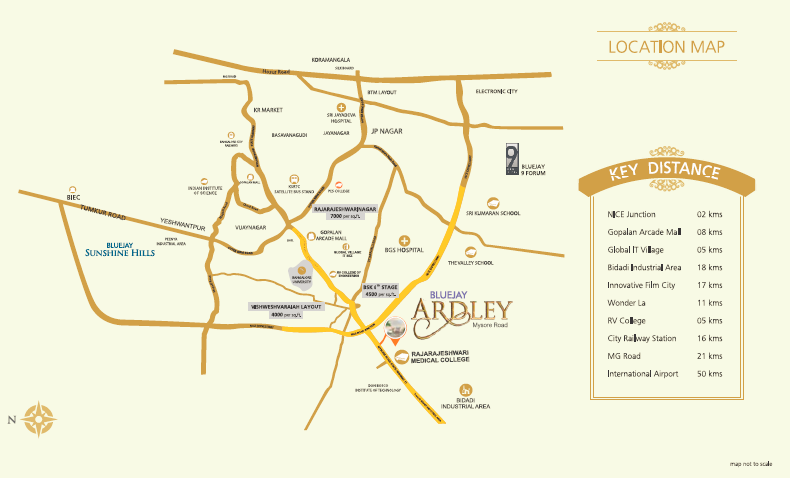 LOCATION MAP
KORAMANGALA
Hosur Road
BTM LAYOUT
ELECTRONIC CITY
KR MARKET
SRI JAYADEVA
HOSPITAL
BASAVANAGUDI
JAYANAGAR
JP NAGAR
BLUEJAY
9 FORUM
GOPALAN MALL
INDIAN INSTITUTE
OF SCIENCE
KSRTC
SATELLITE BUS STAND
PES COLLEGE
BIEC
TUMKUR ROAD
YESHWANTPUR
PEENYA
INDUSTRIAL AREA
VIJAYNAGAR
RAJARAJESHWARINAGAR
7000 per sq.ft.
SRI KUMARAN SCHOOL
BLUEJAY
SUNSHINE HILLS
GOPALAN
ARCADE MALL
GLOBAL VILLAGE
IT SEZ
BGS HOSPITAL
THE VALLEY SCHOOL
RV COLLEGE OF
ENGINEERING
BANGALORE
UNIVERSITY
BSK 6th STAGE
4500 per sq.ft.
VISHWESHVARAIAH LAYOUT
4000 per sq.ft.
BLUEJAY
ARDLEY
Mysore Road
RAJARAJESHWARI
MEDICAL COLLEGE
INSTITUTE OF TECHNOLOGY
BIDADI
INDUSTRIAL AREA
N
KEY DISTANCE
NICE Junction 02 kms
Gopalan Arcade Mall 08 kms
Global IT Village 05 kms
Bidadi Industrial Area 18 kms
Innovative Film City 17 kms
Wonder La 11 kms
RV College 05 kms
City Railway Station 16 kms
MG Road 21 kms
International Airport 50 kms
map not to scale